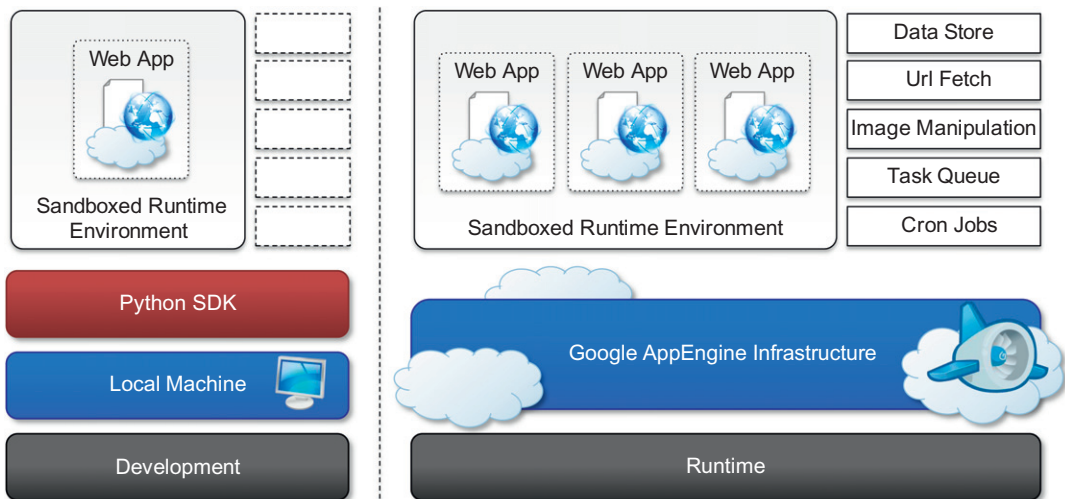 Web App
Sandboxed Runtime
Environment
Python SDK
Local Machine
Development
Web App
Web App
Web App
Sandboxed Runtime Environment
Data Store
Url Fetch
Image Manipulation
Task Queue
Cron Jobs
Google AppEngine Infrastructure
Runtime